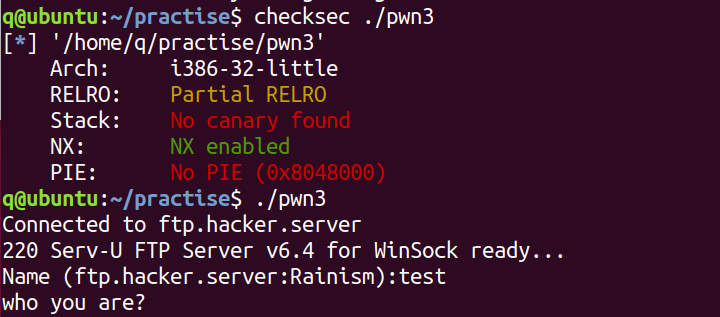 q@ubuntu:~/practise$ checksec ./pwn3
[*] '/home/q/practise/pwn3'
    Arch:     i386-32-little
    RELRO:    Partial RELRO
    Stack:    No canary found
    NX:       NX enabled
    PIE:      No PIE (0x8048000)
q@ubuntu:~/practise$ ./pwn3
Connected to ftp.hacker.server
220 Serv-U FTP Server v6.4 for WinSock ready...
Name (ftp.hacker.server:Rainism):test
who you are?